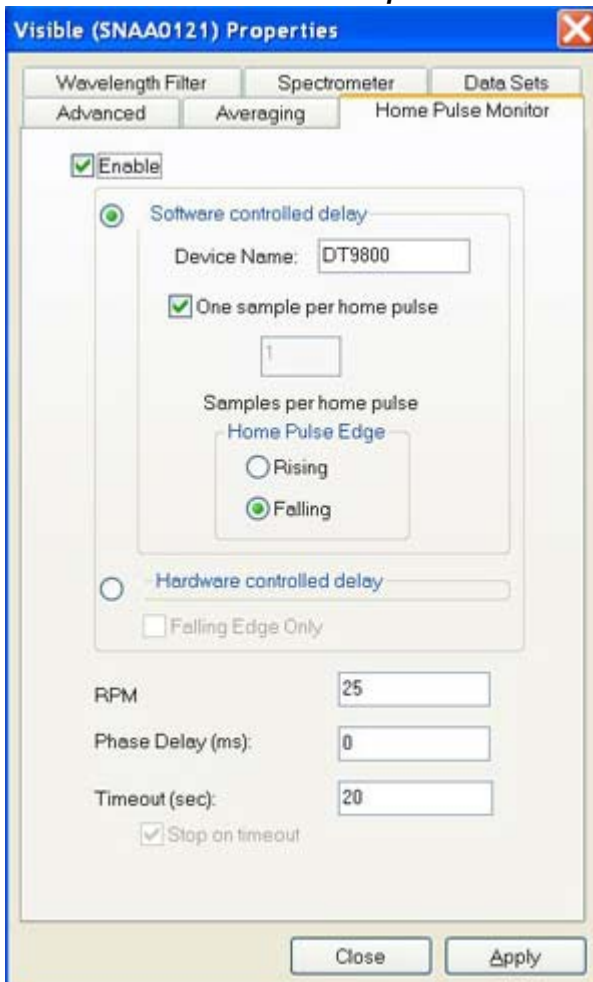 Visible (SNAA0121) Properties
Wavelength Filter Spectrometer Data Sets
Advanced Averaging Home Pulse Monitor
Enable
Software controlled delay
Device Name: DT9800
One sample per home pulse
1
Samples per home pulse
Home Pulse Edge
Rising
Falling
Hardware controlled delay
Falling Edge Only
RPM 25
Phase Delay (ms): 0
Timeout (sec): 20
Stop on timeout
Close Apply